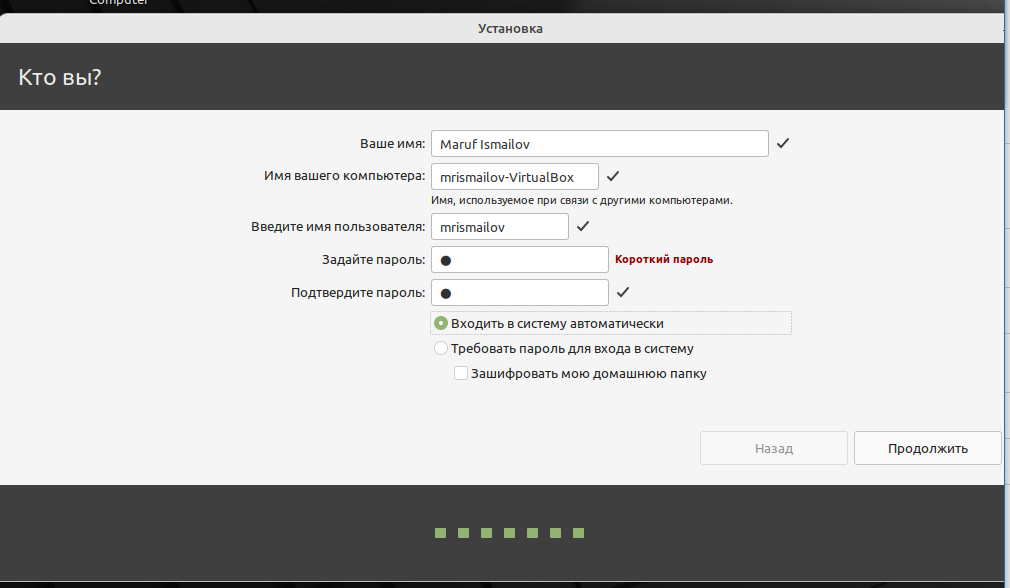 Computer
Установка
Кто вы?
Ваше имя: Maruf Ismailov
Имя вашего компьютера: mrismailov-VirtualBox
Имя, используемое при связи с другими компьютерами.
Введите имя пользователя: mrismailov
Задайте пароль: ● Короткий пароль
Подтвердите пароль: ●
Входить в систему автоматически
Требовать пароль для входа в систему
Зашифровать мою домашнюю папку
Назад Продолжить